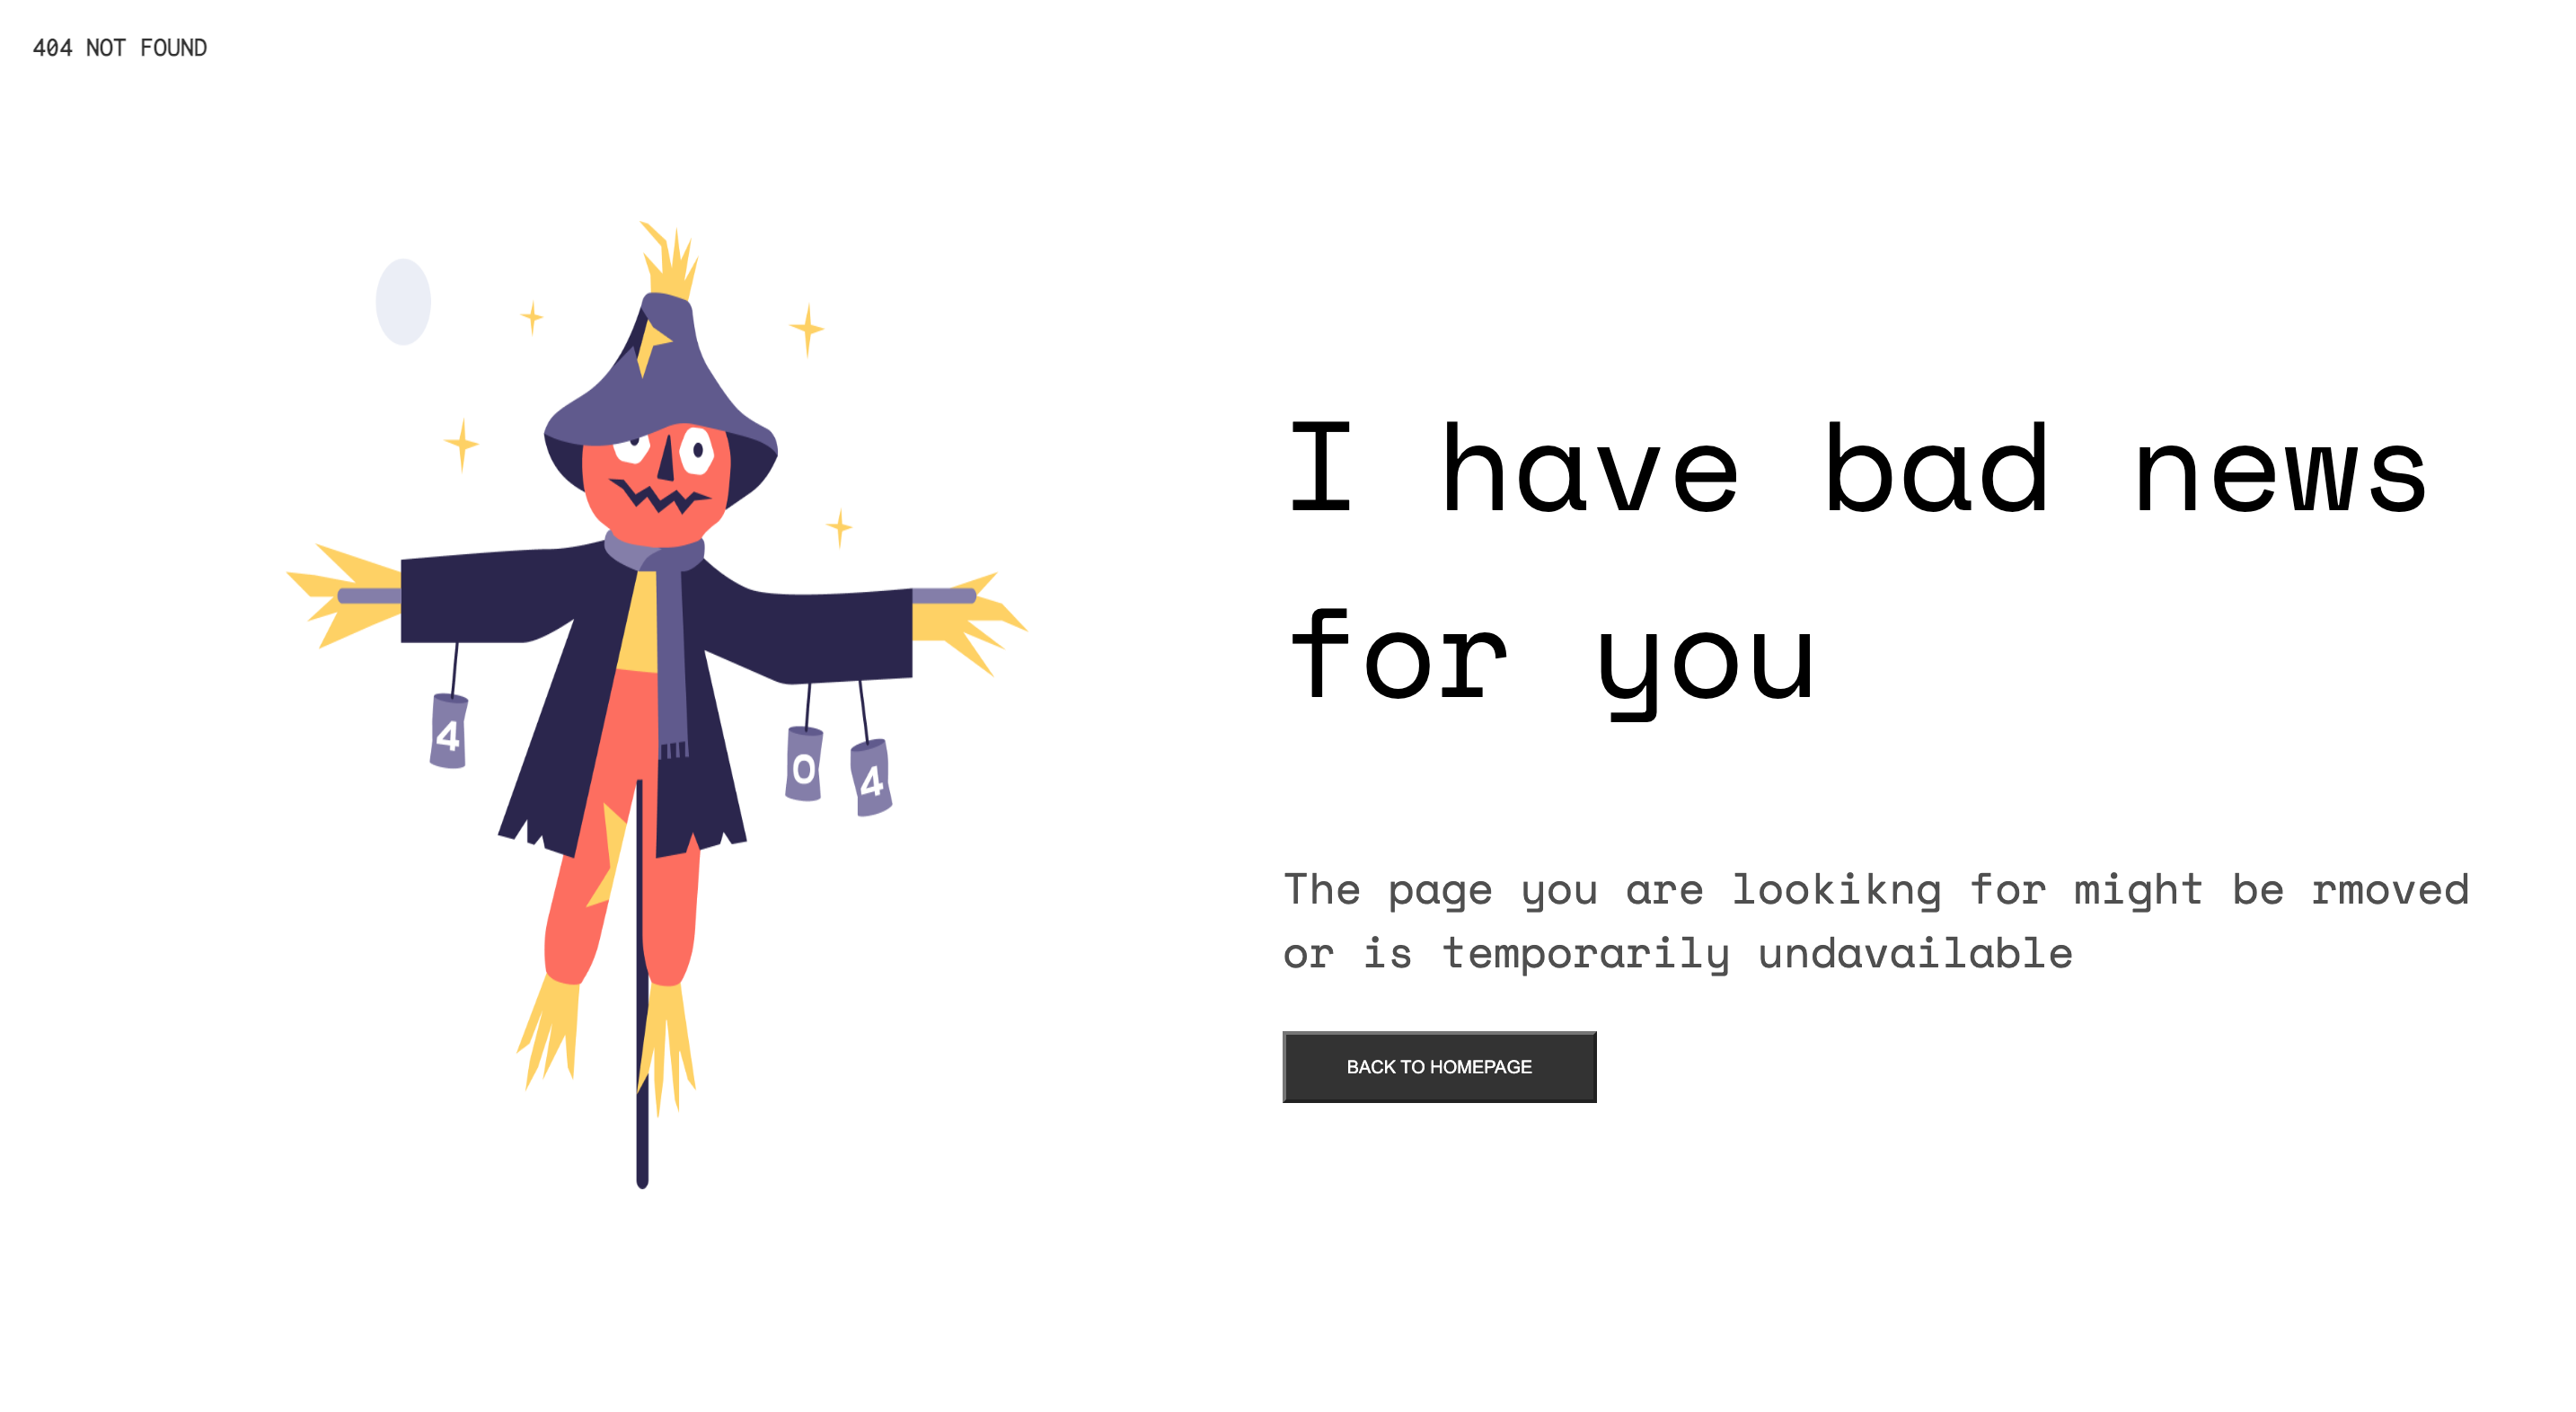 404 NOT FOUND
I have bad news
for you
4
0
4
The page you are lookikng for might be rmoved
or is temporarily undavailable
BACK TO HOMEPAGE